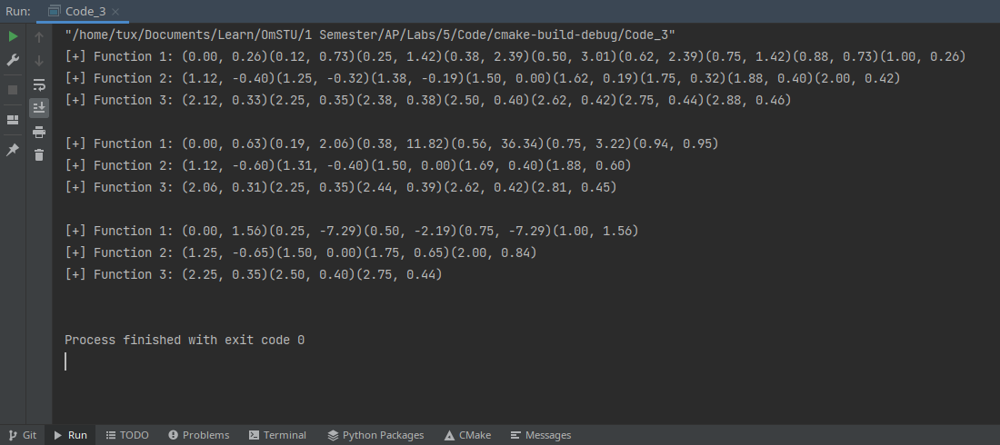 Run: Code_3
"/home/tux/Documents/Learn/OmSTU/1 Semester/AP/Labs/5/Code/cmake-build-debug/Code_3"
[+] Function 1: (0.00, 0.26)(0.12, 0.73)(0.25, 1.42)(0.38, 2.39)(0.50, 3.01)(0.62, 2.39)(0.75, 1.42)(0.88, 0.73)(1.00, 0.26)
[+] Function 2: (1.12, -0.40)(1.25, -0.32)(1.38, -0.19)(1.50, 0.00)(1.62, 0.19)(1.75, 0.32)(1.88, 0.40)(2.00, 0.42)
[+] Function 3: (2.12, 0.33)(2.25, 0.35)(2.38, 0.38)(2.50, 0.40)(2.62, 0.42)(2.75, 0.44)(2.88, 0.46)
[+] Function 1: (0.00, 0.63)(0.19, 2.06)(0.38, 11.82)(0.56, 36.34)(0.75, 3.22)(0.94, 0.95)
[+] Function 2: (1.12, -0.60)(1.31, -0.40)(1.50, 0.00)(1.69, 0.40)(1.88, 0.60)
[+] Function 3: (2.06, 0.31)(2.25, 0.35)(2.44, 0.39)(2.62, 0.42)(2.81, 0.45)
[+] Function 1: (0.00, 1.56)(0.25, -7.29)(0.50, -2.19)(0.75, -7.29)(1.00, 1.56)
[+] Function 2: (1.25, -0.65)(1.50, 0.00)(1.75, 0.65)(2.00, 0.84)
[+] Function 3: (2.25, 0.35)(2.50, 0.40)(2.75, 0.44)
Process finished with exit code 0
Git Run TODO Problems Terminal Python Packages CMake Messages